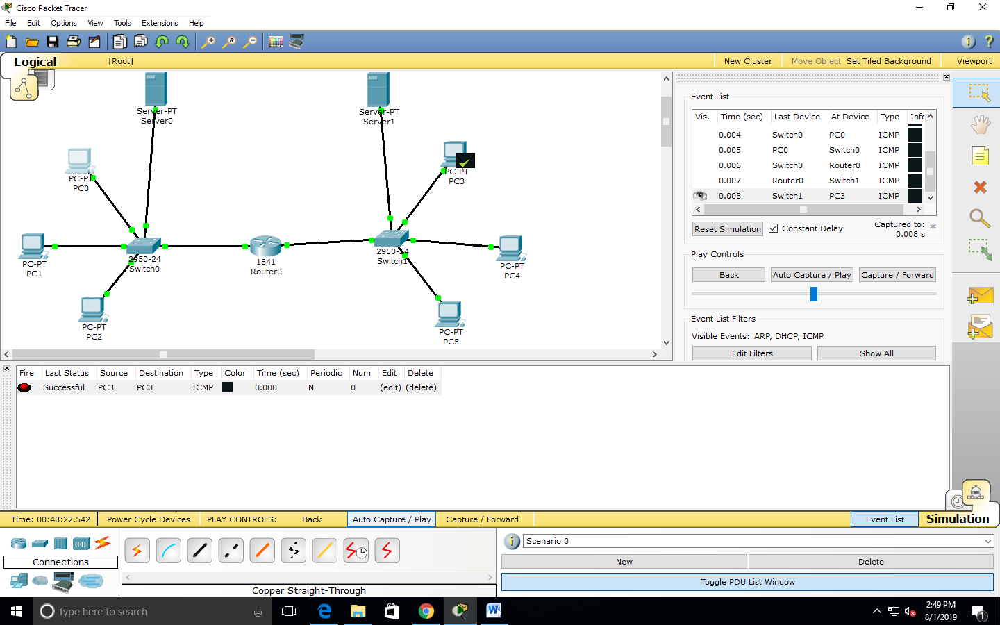 Cisco Packet Tracer
File Edit Options View Tools Extensions Help
Logical [Root] New Cluster Move Object Set Tiled Background Viewport
Server-PT
Server0
Server-PT
Server1
PC-PT
PC0
PC-PT
PC3
PC-PT
PC1
2950-24
Switch0
1841
Router0
2950-24
Switch1
PC-PT
PC4
PC-PT
PC2
PC-PT
PC5
Event List
Vis. Time (sec) Last Device At Device Type Info
0.004 Switch0 PC0 ICMP
0.005 PC0 Switch0 ICMP
0.006 Switch0 Router0 ICMP
0.007 Router0 Switch1 ICMP
0.008 Switch1 PC3 ICMP
Reset Simulation Constant Delay Captured to: *
0.008 s
Play Controls
Back Auto Capture / Play Capture / Forward
Event List Filters
Visible Events: ARP, DHCP, ICMP
Edit Filters Show All
Fire Last Status Source Destination Type Color Time (sec) Periodic Num Edit Delete
Successful PC3 PC0 ICMP 0.000 N 0 (edit) (delete)
Time: 00:48:22.542 Power Cycle Devices PLAY CONTROLS: Back Auto Capture / Play Capture / Forward Event List Simulation
Connections
Copper Straight-Through
Scenario 0
New Delete
Toggle PDU List Window
Type here to search
2:49 PM
8/1/2019
1